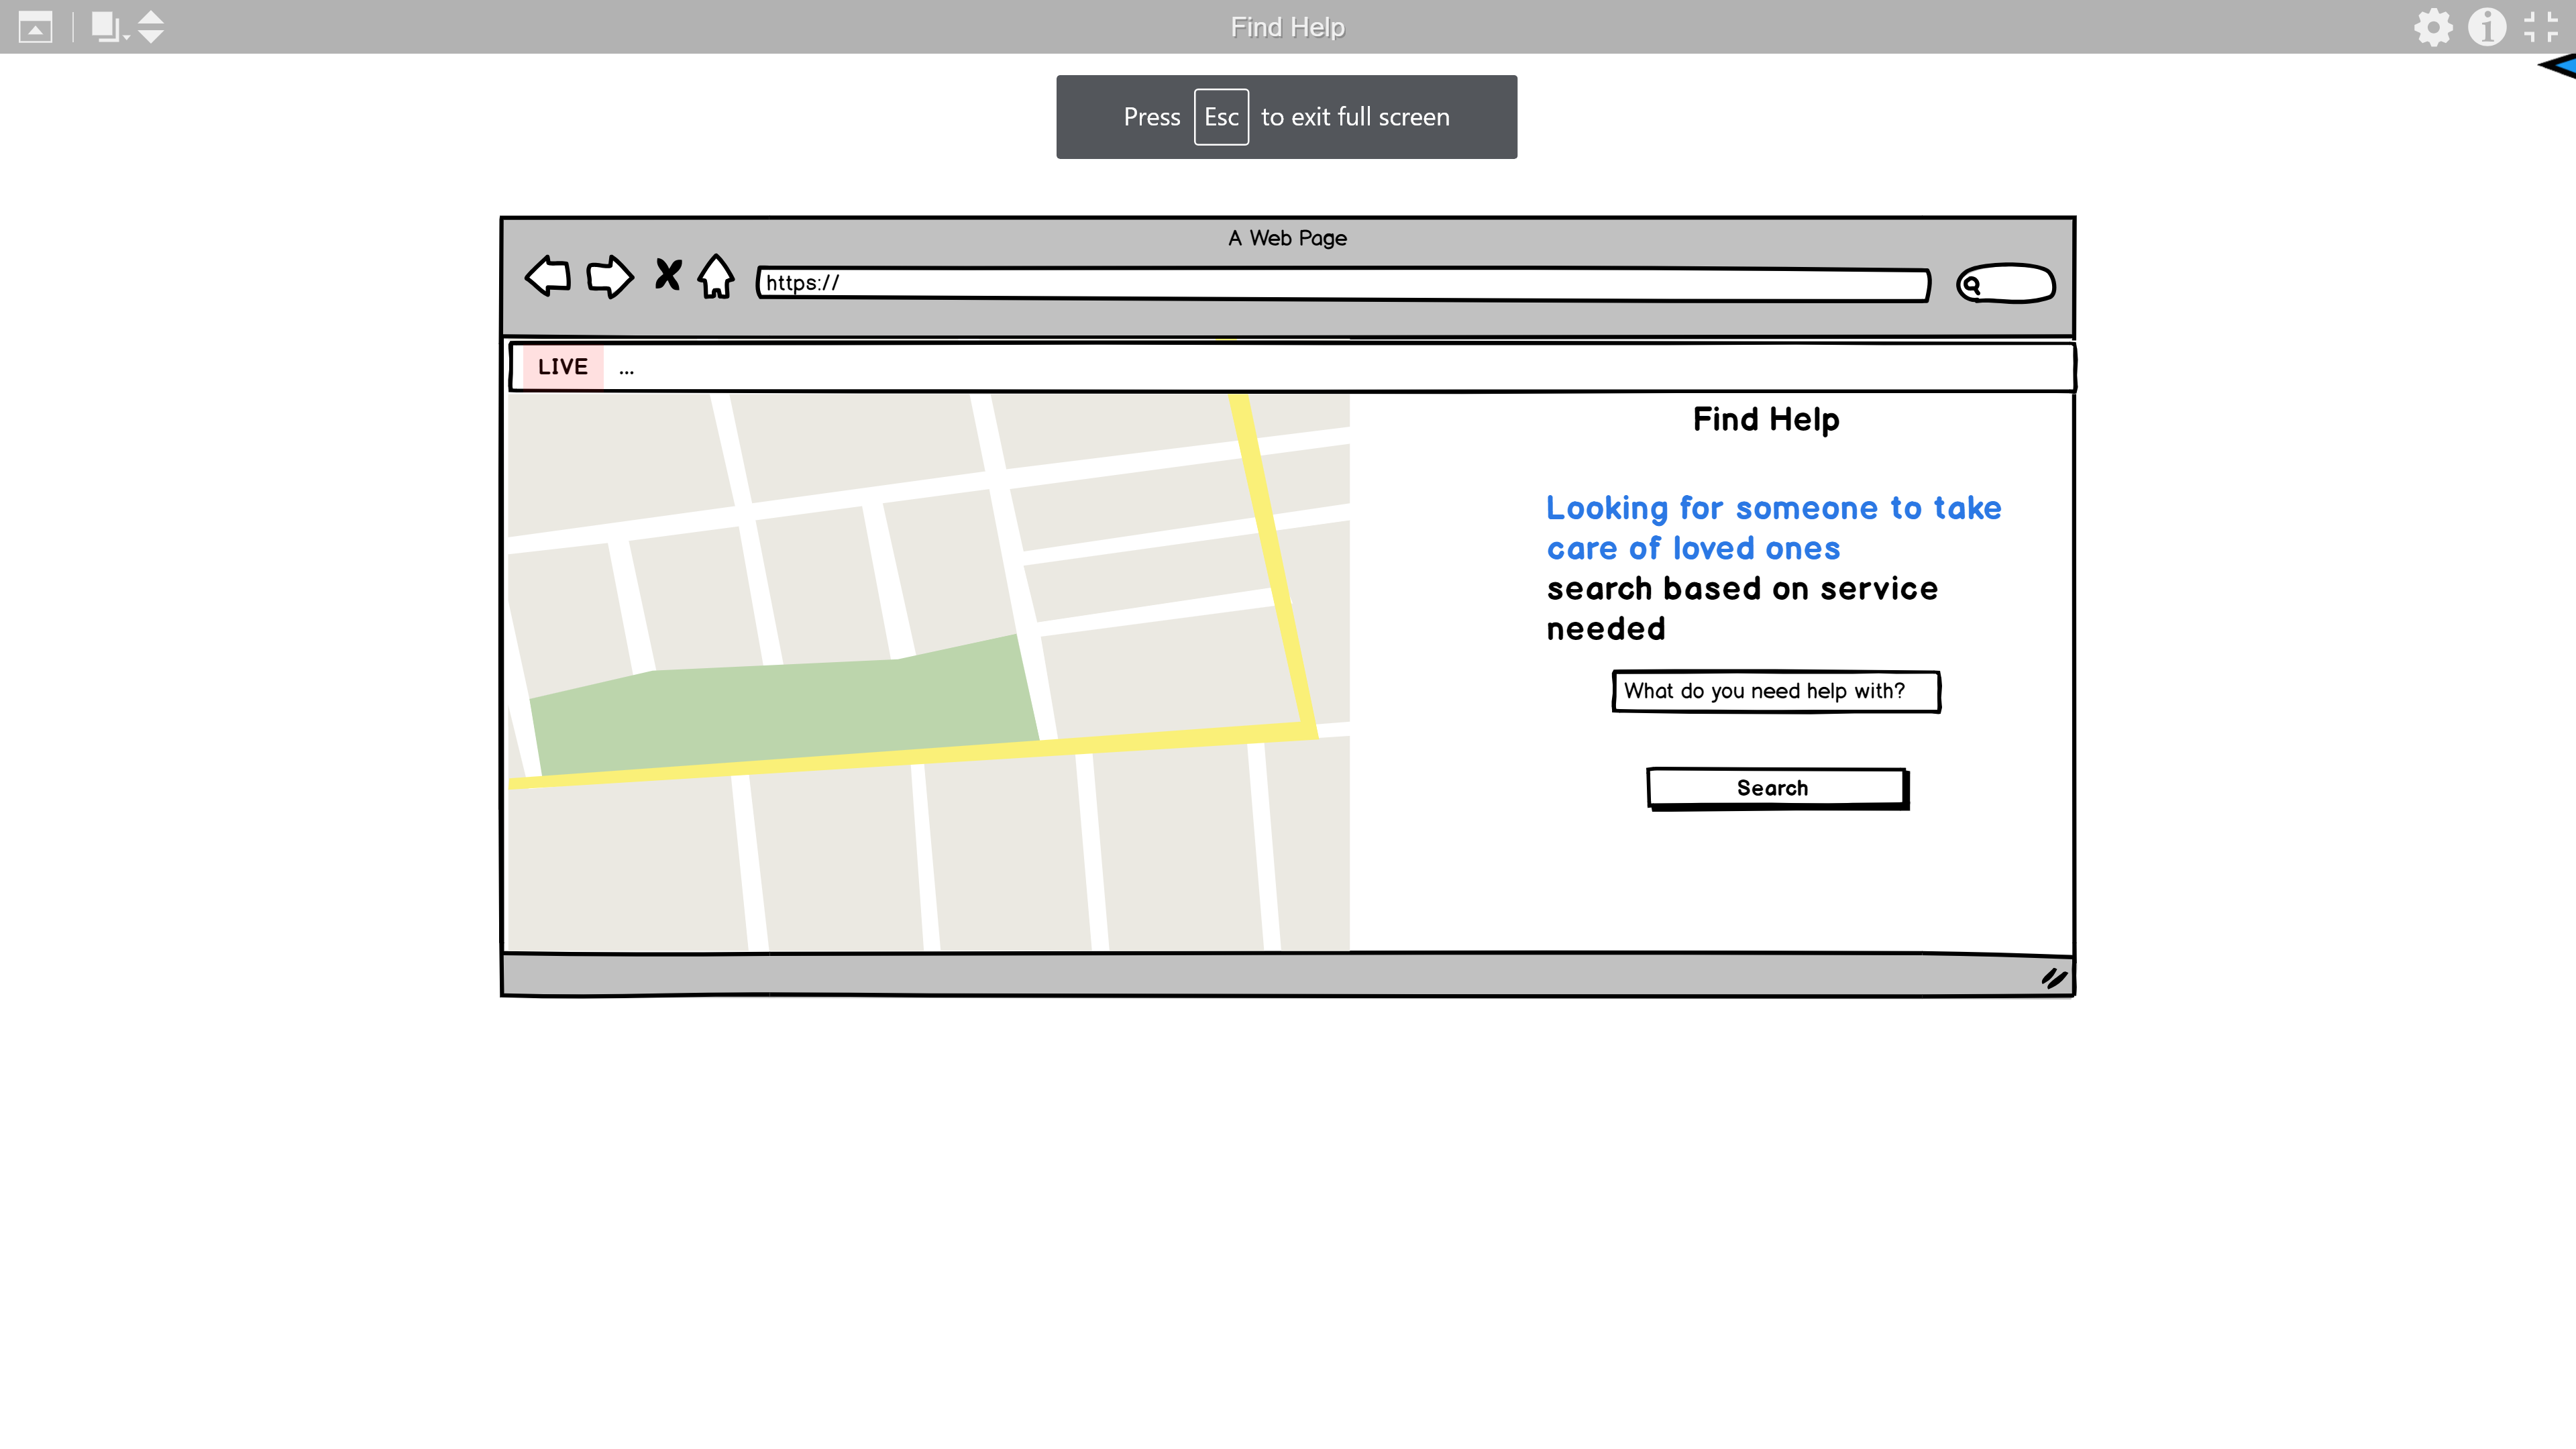 Find Help
Press Esc to exit full screen
A Web Page
https://
LIVE ...
Find Help
Looking for someone to take
care of loved ones
search based on service
needed
What do you need help with?
Search